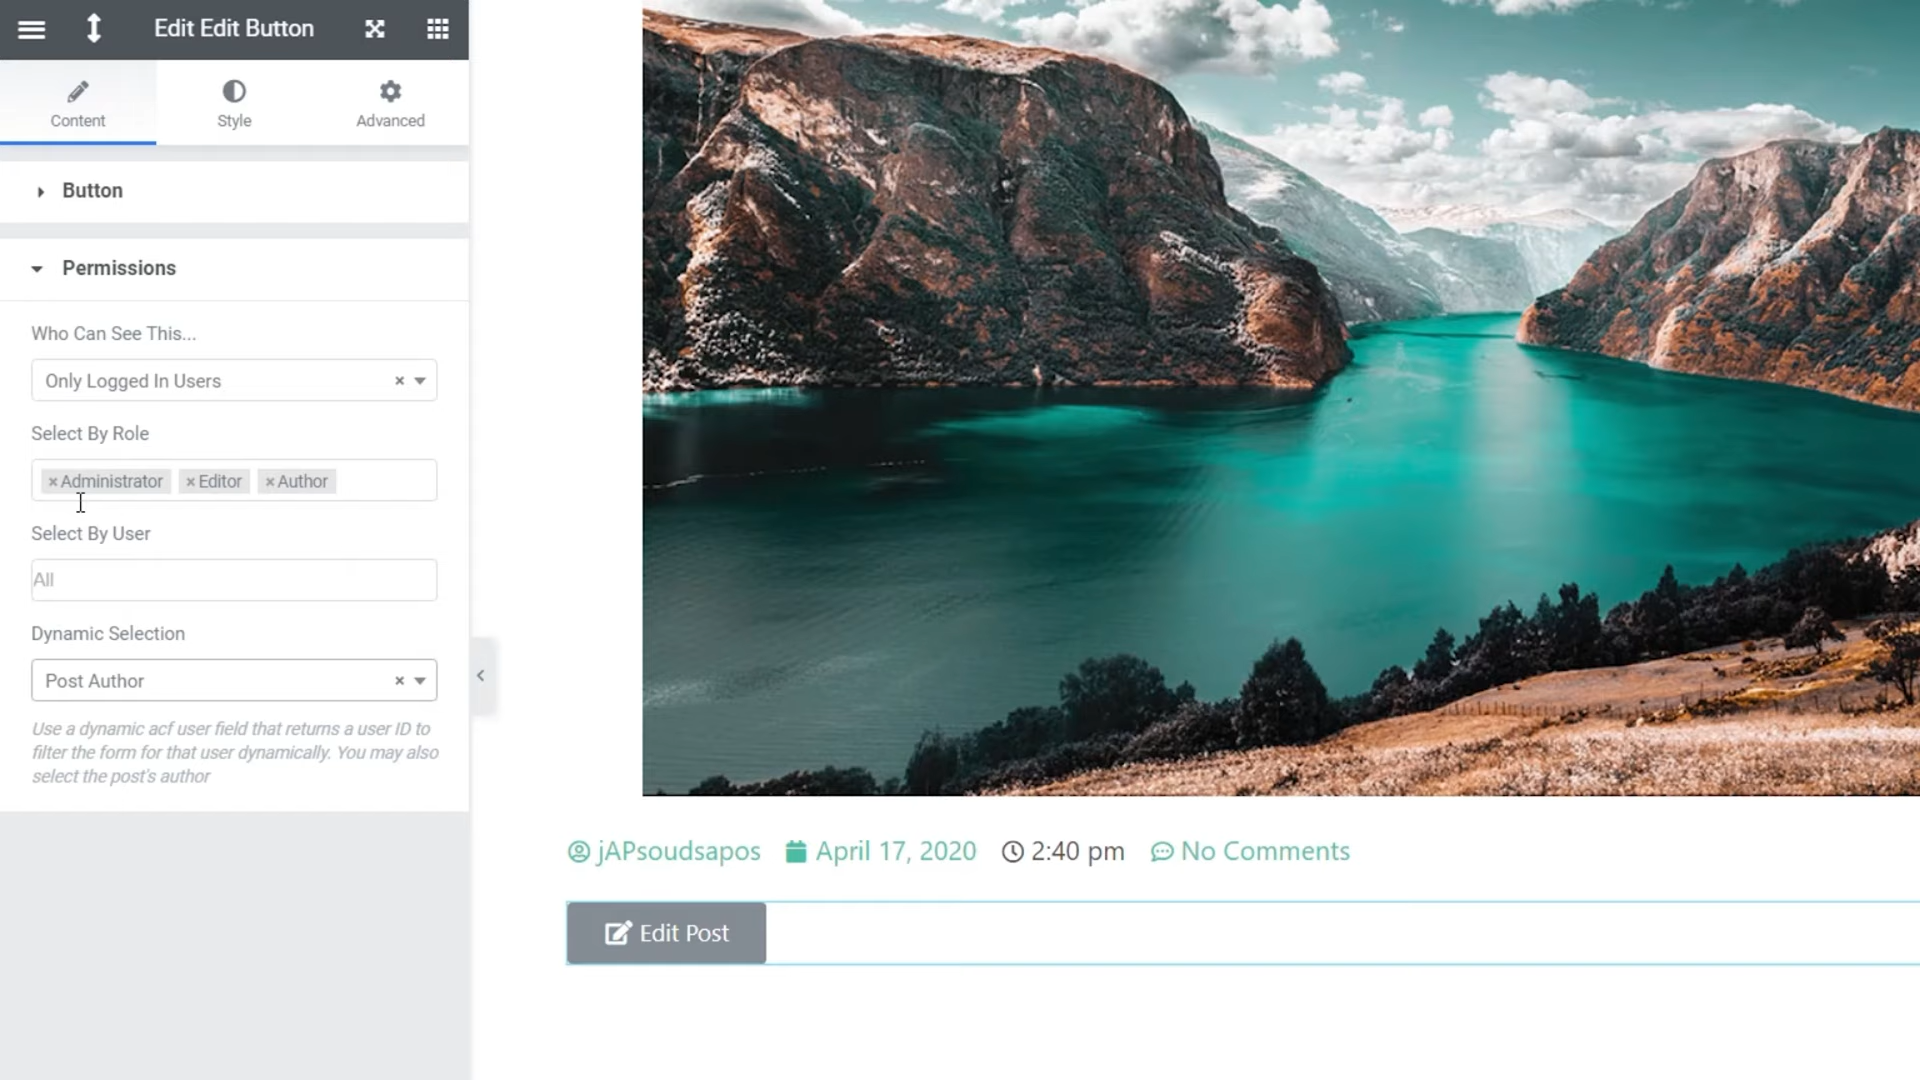 Edit Edit Button
Content
Style
Advanced
Button
Permissions
Who Can See This...
Only Logged In Users
Select By Role
Administrator Editor Author
Select By User
All
Dynamic Selection
Post Author
Use a dynamic acf user field that returns a user ID to
filter the form for that user dynamically. You may also
select the post's author
jAPsoudsapos April 17, 2020 2:40 pm No Comments
Edit Post